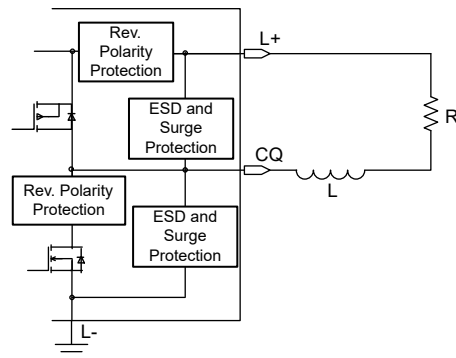 Rev.
Polarity
Protection
L+
R
ESD and
Surge
Protection
CQ
L
Rev. Polarity
Protection
ESD and
Surge
Protection
L-